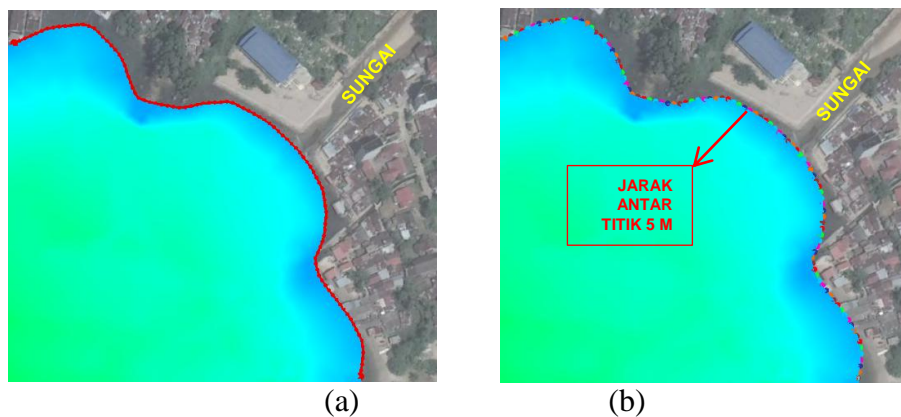 SUNGAI
SUNGAI
JARAK
ANTAR
TITIK 5 M
(a)
(b)